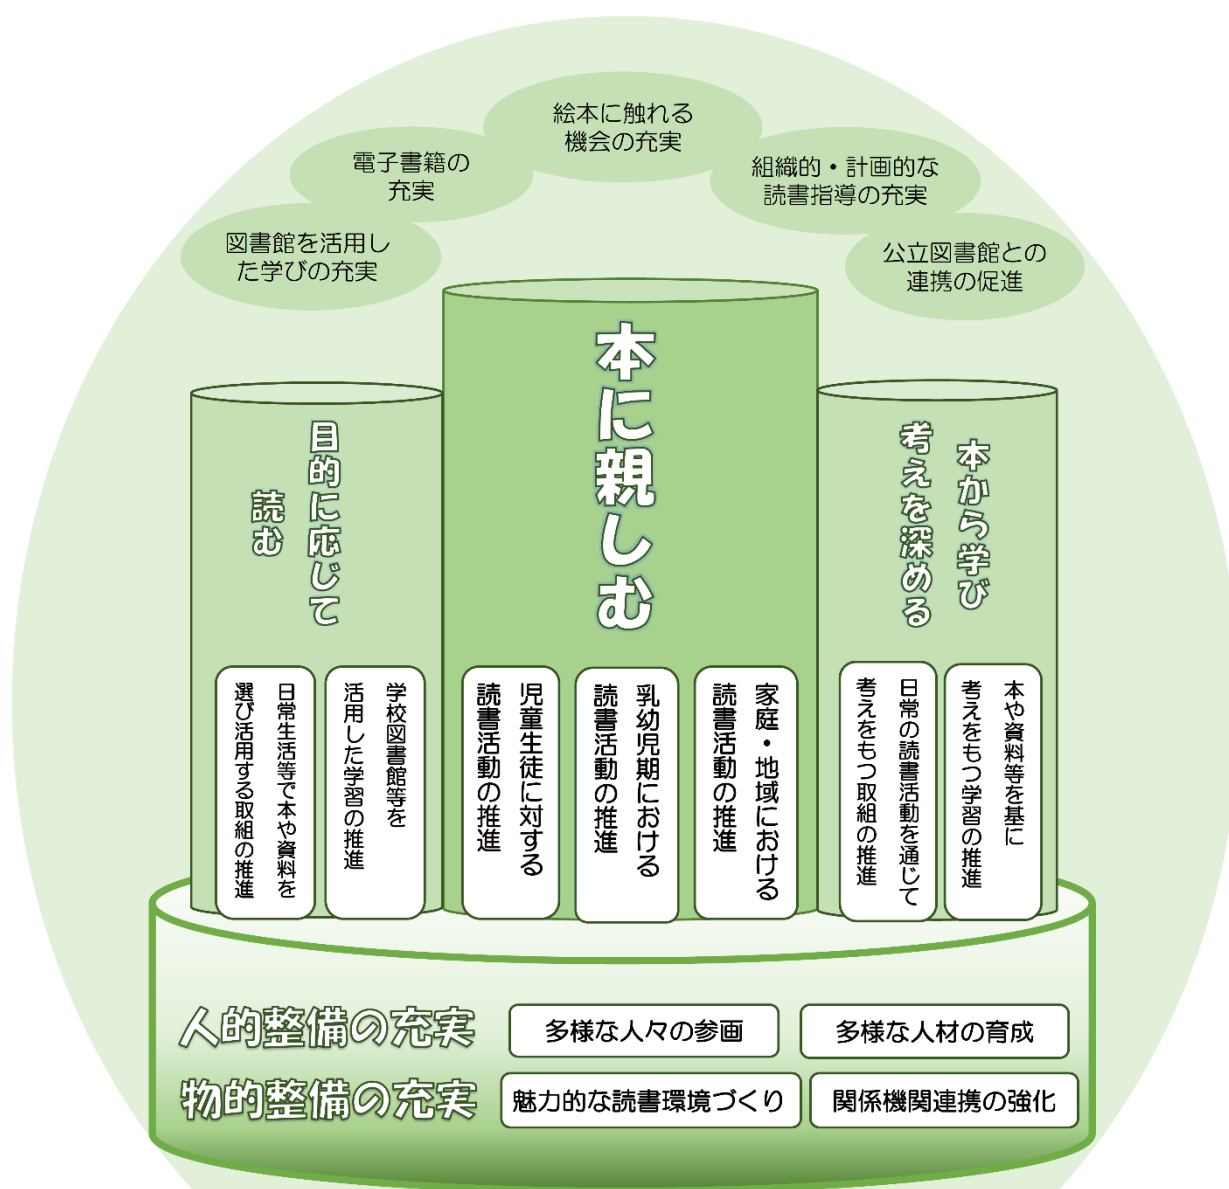 絵本に触れる
機会の充実
電子書籍の
充実
組織的・計画的な
読書指導の充実
図書館を活用し
た学びの充実
公立図書館との
連携の促進
目的に応じて
読む
本に親しむ
本から学び
考えを深める
日常生活等で本や資料を
選び活用する取組の推進
学校図書館等を
活用した学習の推進
児童生徒に対する
読書活動の推進
乳幼児期における
読書活動の推進
家庭・地域における
読書活動の推進
日常の読書活動を通じて
考えをもつ取組の推進
本や資料等を基に
考えをもつ学習の推進
人的整備の充実
多様な人々の参画
多様な人材の育成
物的整備の充実
魅力的な読書環境づくり
関係機関連携の強化